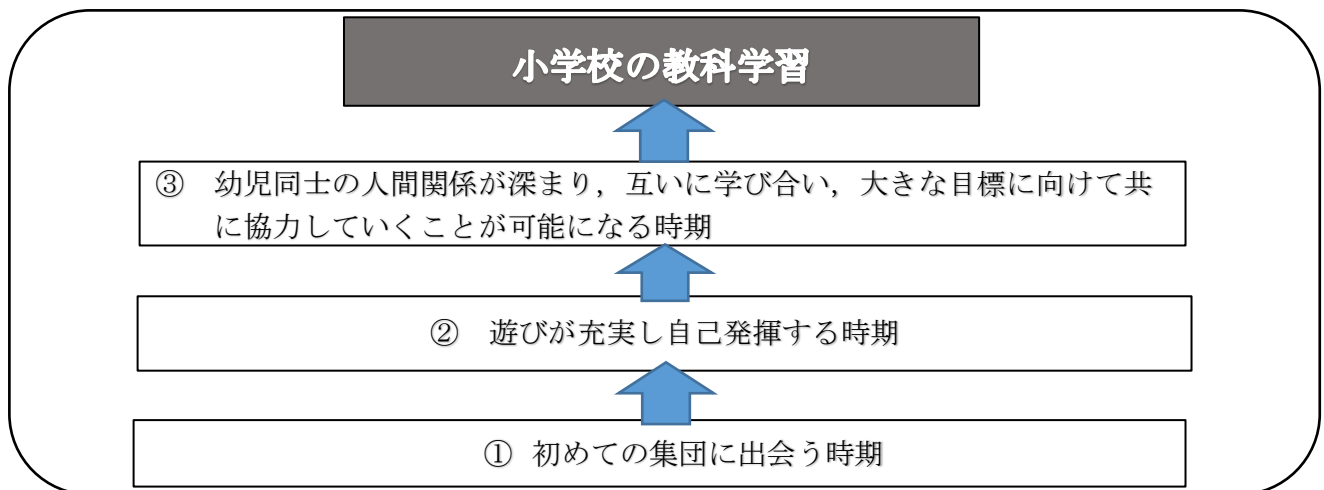 小学校の教科学習
③ 幼児同士の人間関係が深まり，互いに学び合い，大きな目標に向けて共
に協力していくことが可能になる時期
② 遊びが充実し自己発揮する時期
① 初めての集団に出会う時期